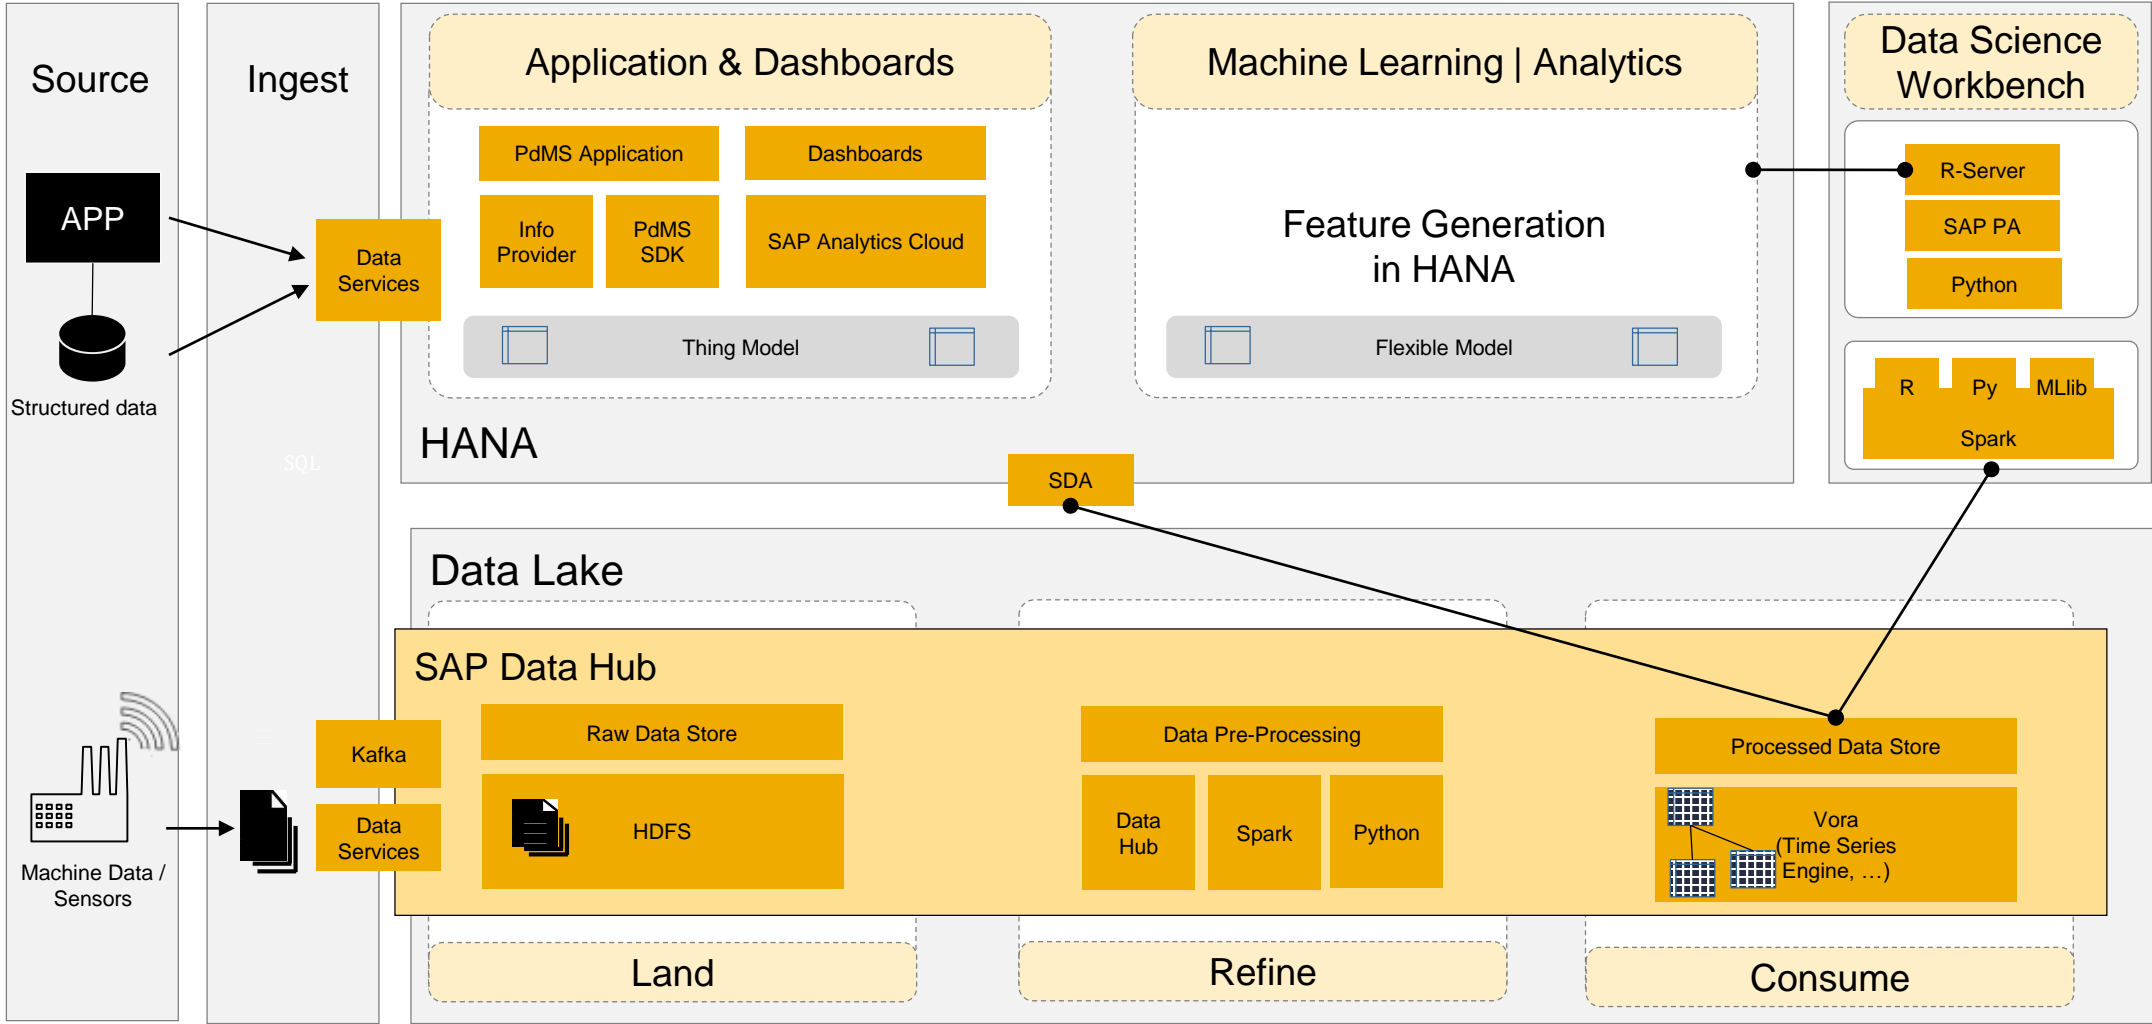 Source
Ingest
Application & Dashboards
Machine Learning | Analytics
Data Science
Workbench
APP
Structured data
Data
Services
PdMS Application
Dashboards
Info
Provider
PdMS
SDK
SAP Analytics Cloud
Thing Model
Feature Generation
in HANA
Flexible Model
R-Server
SAP PA
Python
R
Py
MLlib
Spark
HANA
SQL
SDA
Data Lake
SAP Data Hub
Machine Data /
Sensors
Kafka
Data
Services
Raw Data Store
HDFS
Data Pre-Processing
Data
Hub
Spark
Python
Processed Data Store
Vora
(Time Series
Engine, …)
Land
Refine
Consume